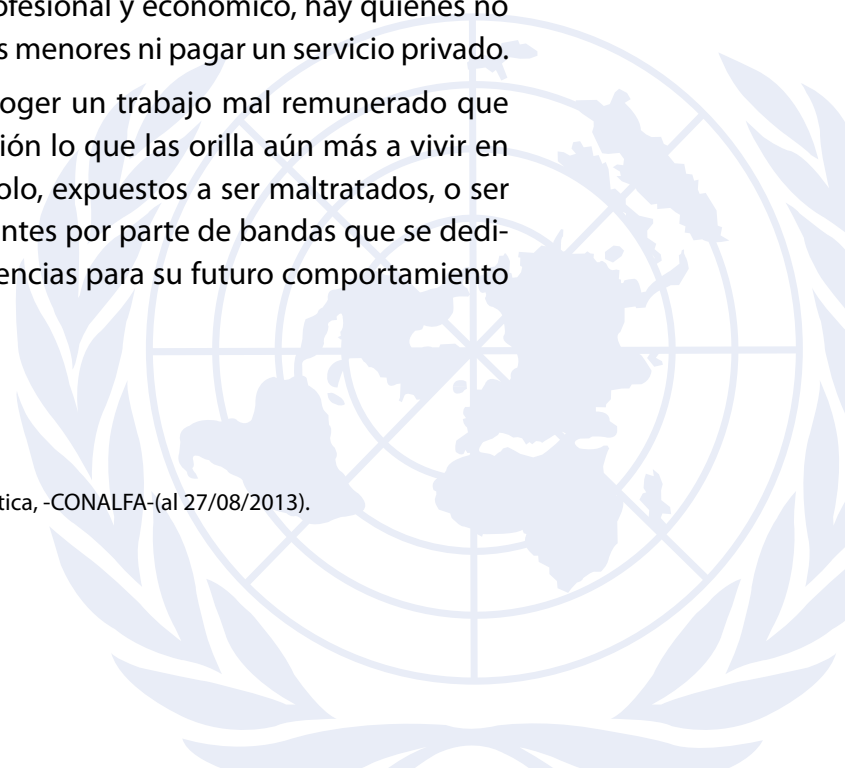 ofesional y económico, hay quienes no
s menores ni pagar un servicio privado.
oger un trabajo mal remunerado que
ión lo que las orilla aún más a vivir en
olo, expuestos a ser maltratados, o ser
ntes por parte de bandas que se dedi-
encias para su futuro comportamiento
tica, -CONALFA-(al 27/08/2013).